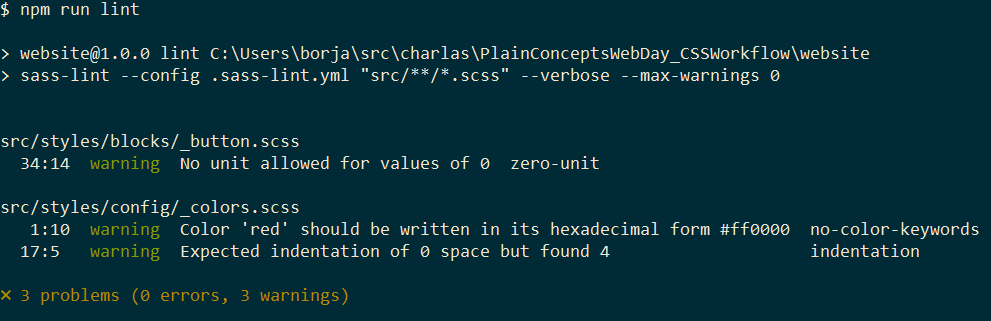 $ npm run lint
> website@1.0.0 lint C:\Users\borja\src\charlas\PlainConceptsWebDay_CSSWorkflow\website
> sass-lint --config .sass-lint.yml "src/**/*.scss" --verbose --max-warnings 0
src/styles/blocks/_button.scss
34:14 warning No unit allowed for values of 0 zero-unit
src/styles/config/_colors.scss
1:10 warning Color 'red' should be written in its hexadecimal form #ff0000 no-color-keywords
17:5 warning Expected indentation of 0 space but found 4 indentation
× 3 problems (0 errors, 3 warnings)